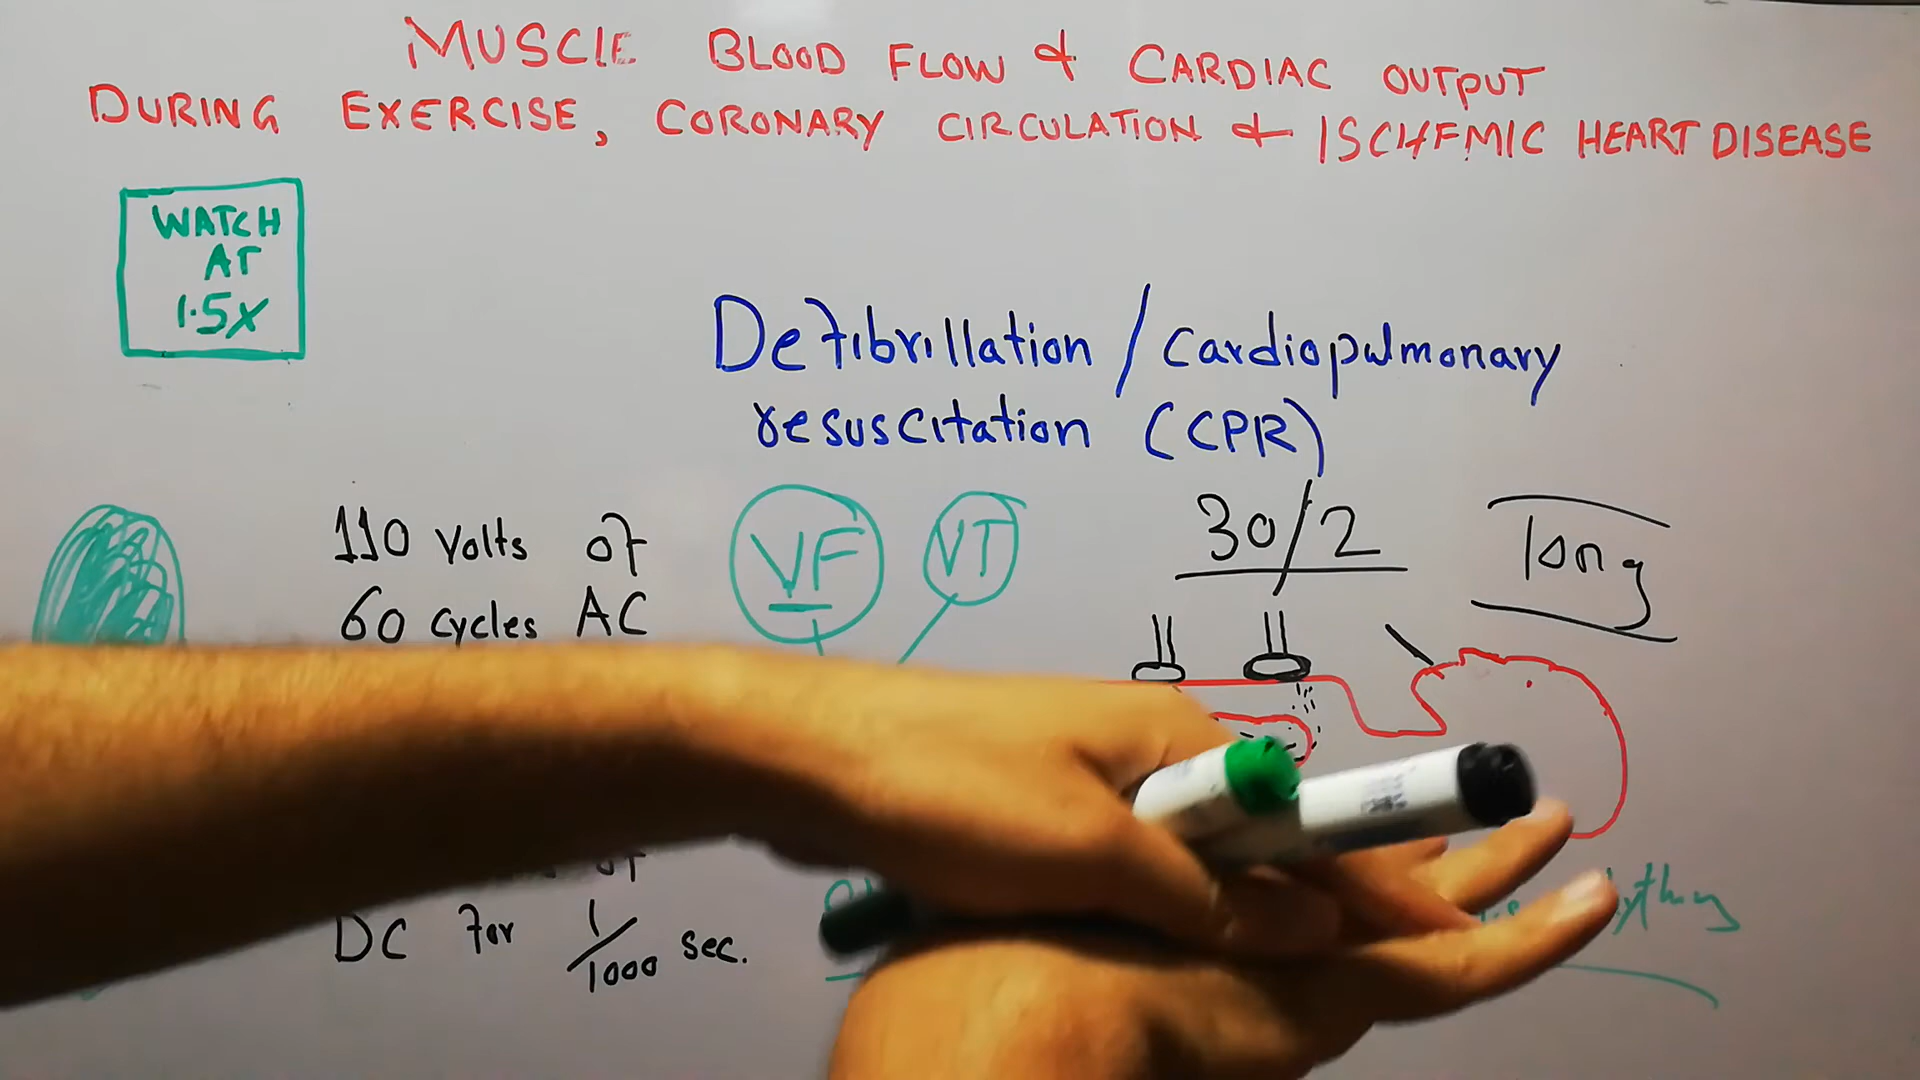 MUSCLE BLOOD FLOW & CARDIAC OUTPUT
DURING EXERCISE, CORONARY CIRCULATION & ISCHEMIC HEART DISEASE
WATCH
AT
1.5X
Defibrillation / Cardiopulmonary
resuscitation (CPR)
110 Volts of
60 cycles AC
VF
VT
30/2
long
DC for 1/1000 sec.